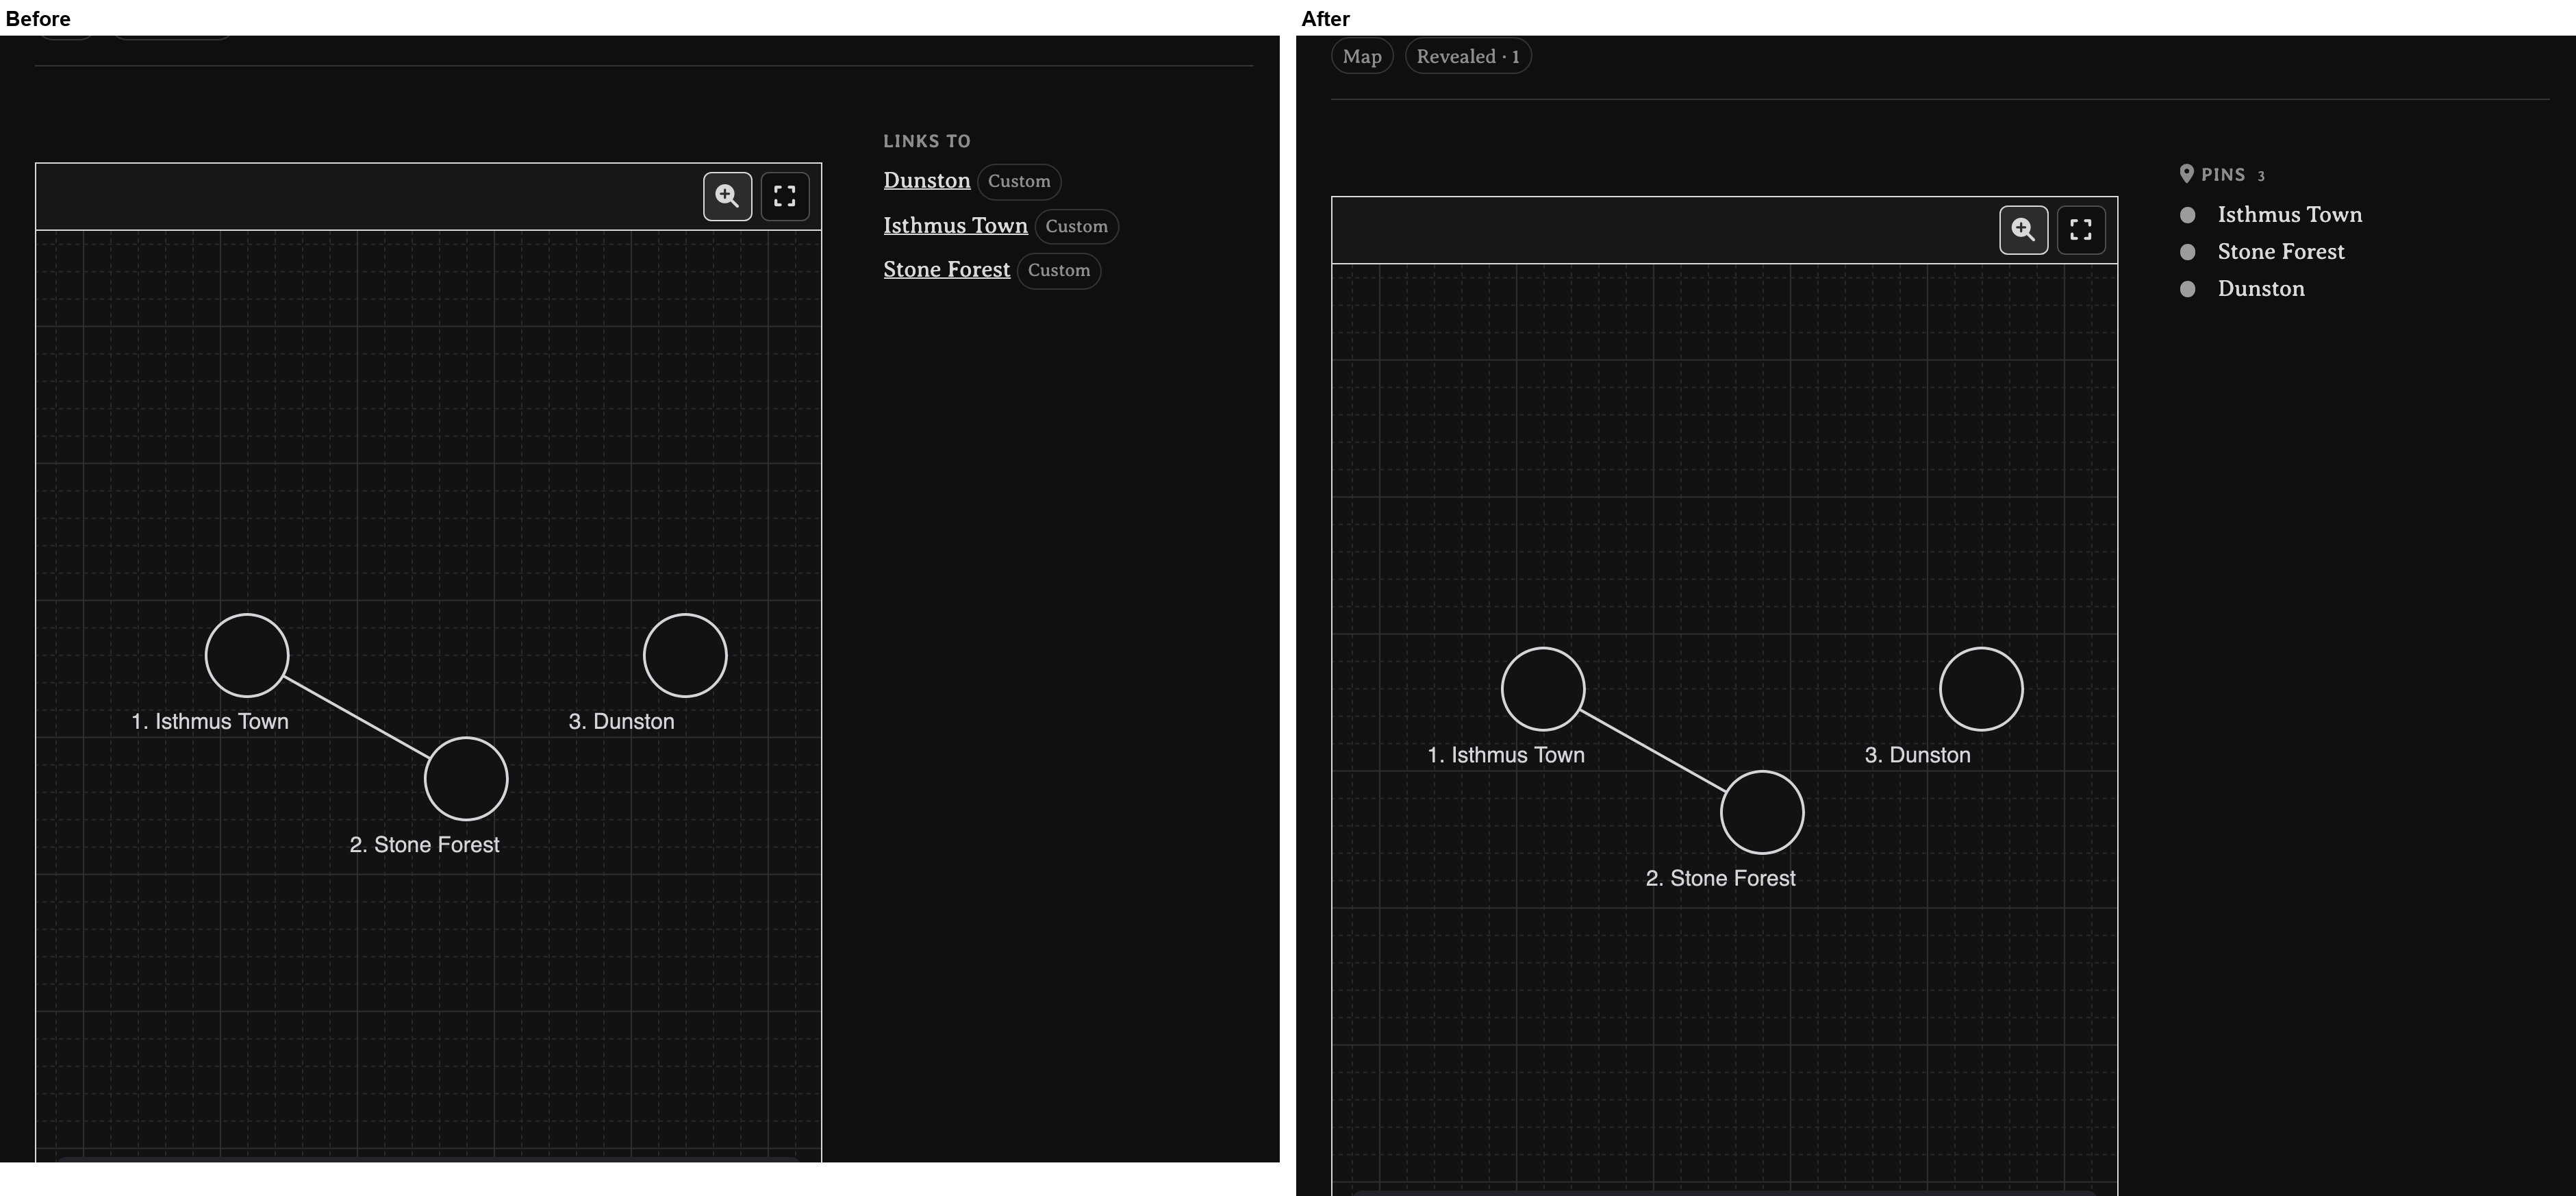 Before
LINKS TO
Dunston Custom
Isthmus Town Custom
Stone Forest Custom
1. Isthmus Town
3. Dunston
2. Stone Forest
After
Map Revealed · 1
PINS 3
Isthmus Town
Stone Forest
Dunston
1. Isthmus Town
3. Dunston
2. Stone Forest